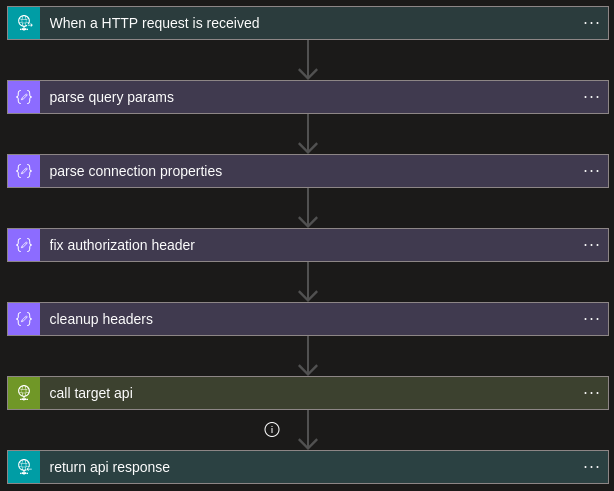 When a HTTP request is received
parse query params
parse connection properties
fix authorization header
cleanup headers
call target api
return api response